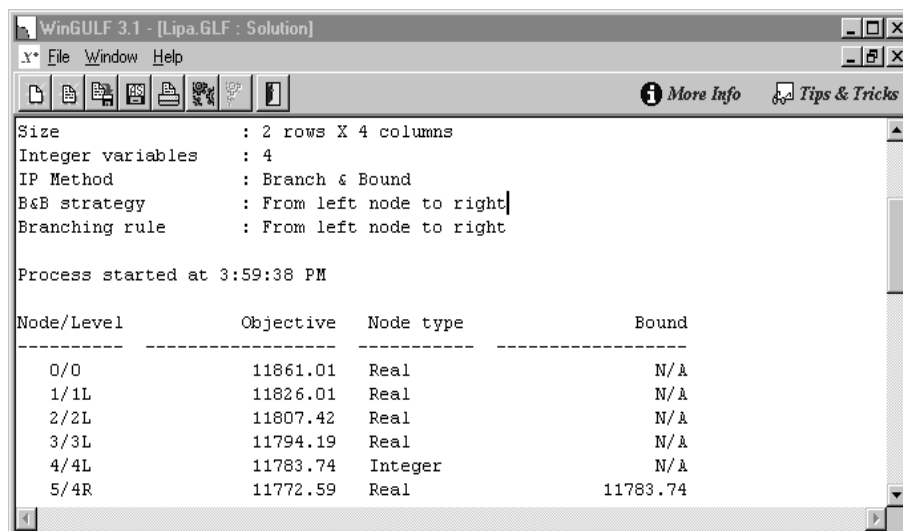 WinGULF 3.1 - [Lipa.GLF : Solution]
File Window Help
More Info Tips & Tricks
Size : 2 rows X 4 columns
Integer variables : 4
IP Method : Branch & Bound
B&B strategy : From left node to right
Branching rule : From left node to right
Process started at 3:59:38 PM
Node/Level Objective Node type Bound
---------- ------------------ ----------- ------------------
0/0 11861.01 Real N/A
1/1L 11826.01 Real N/A
2/2L 11807.42 Real N/A
3/3L 11794.19 Real N/A
4/4L 11783.74 Integer N/A
5/4R 11772.59 Real 11783.74